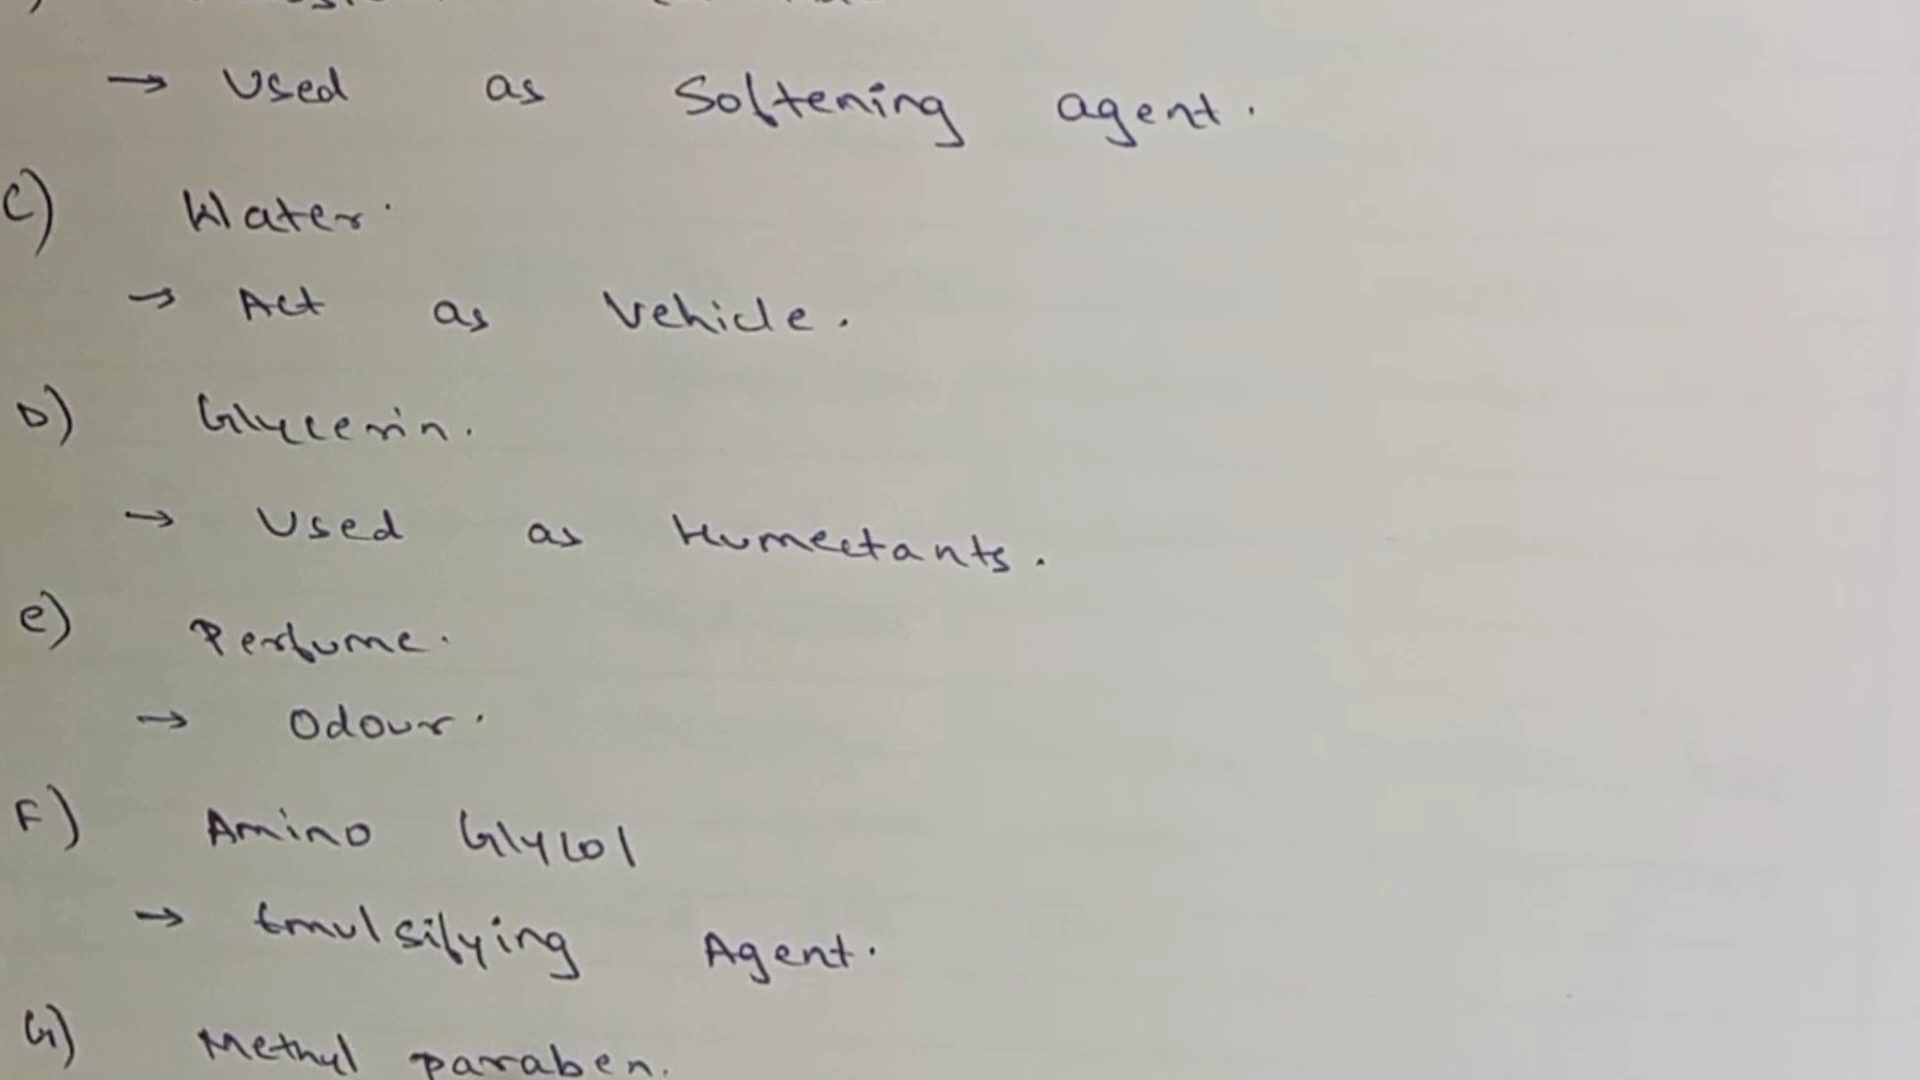 → Used as Softening agent.
C) Water.
→ Act as Vehicle.
D) Glycerin.
→ Used as Humectants.
e) Perfume.
→ Odour.
F) Amino Glycol
→ Emulsifying Agent.
G) Methyl paraben.